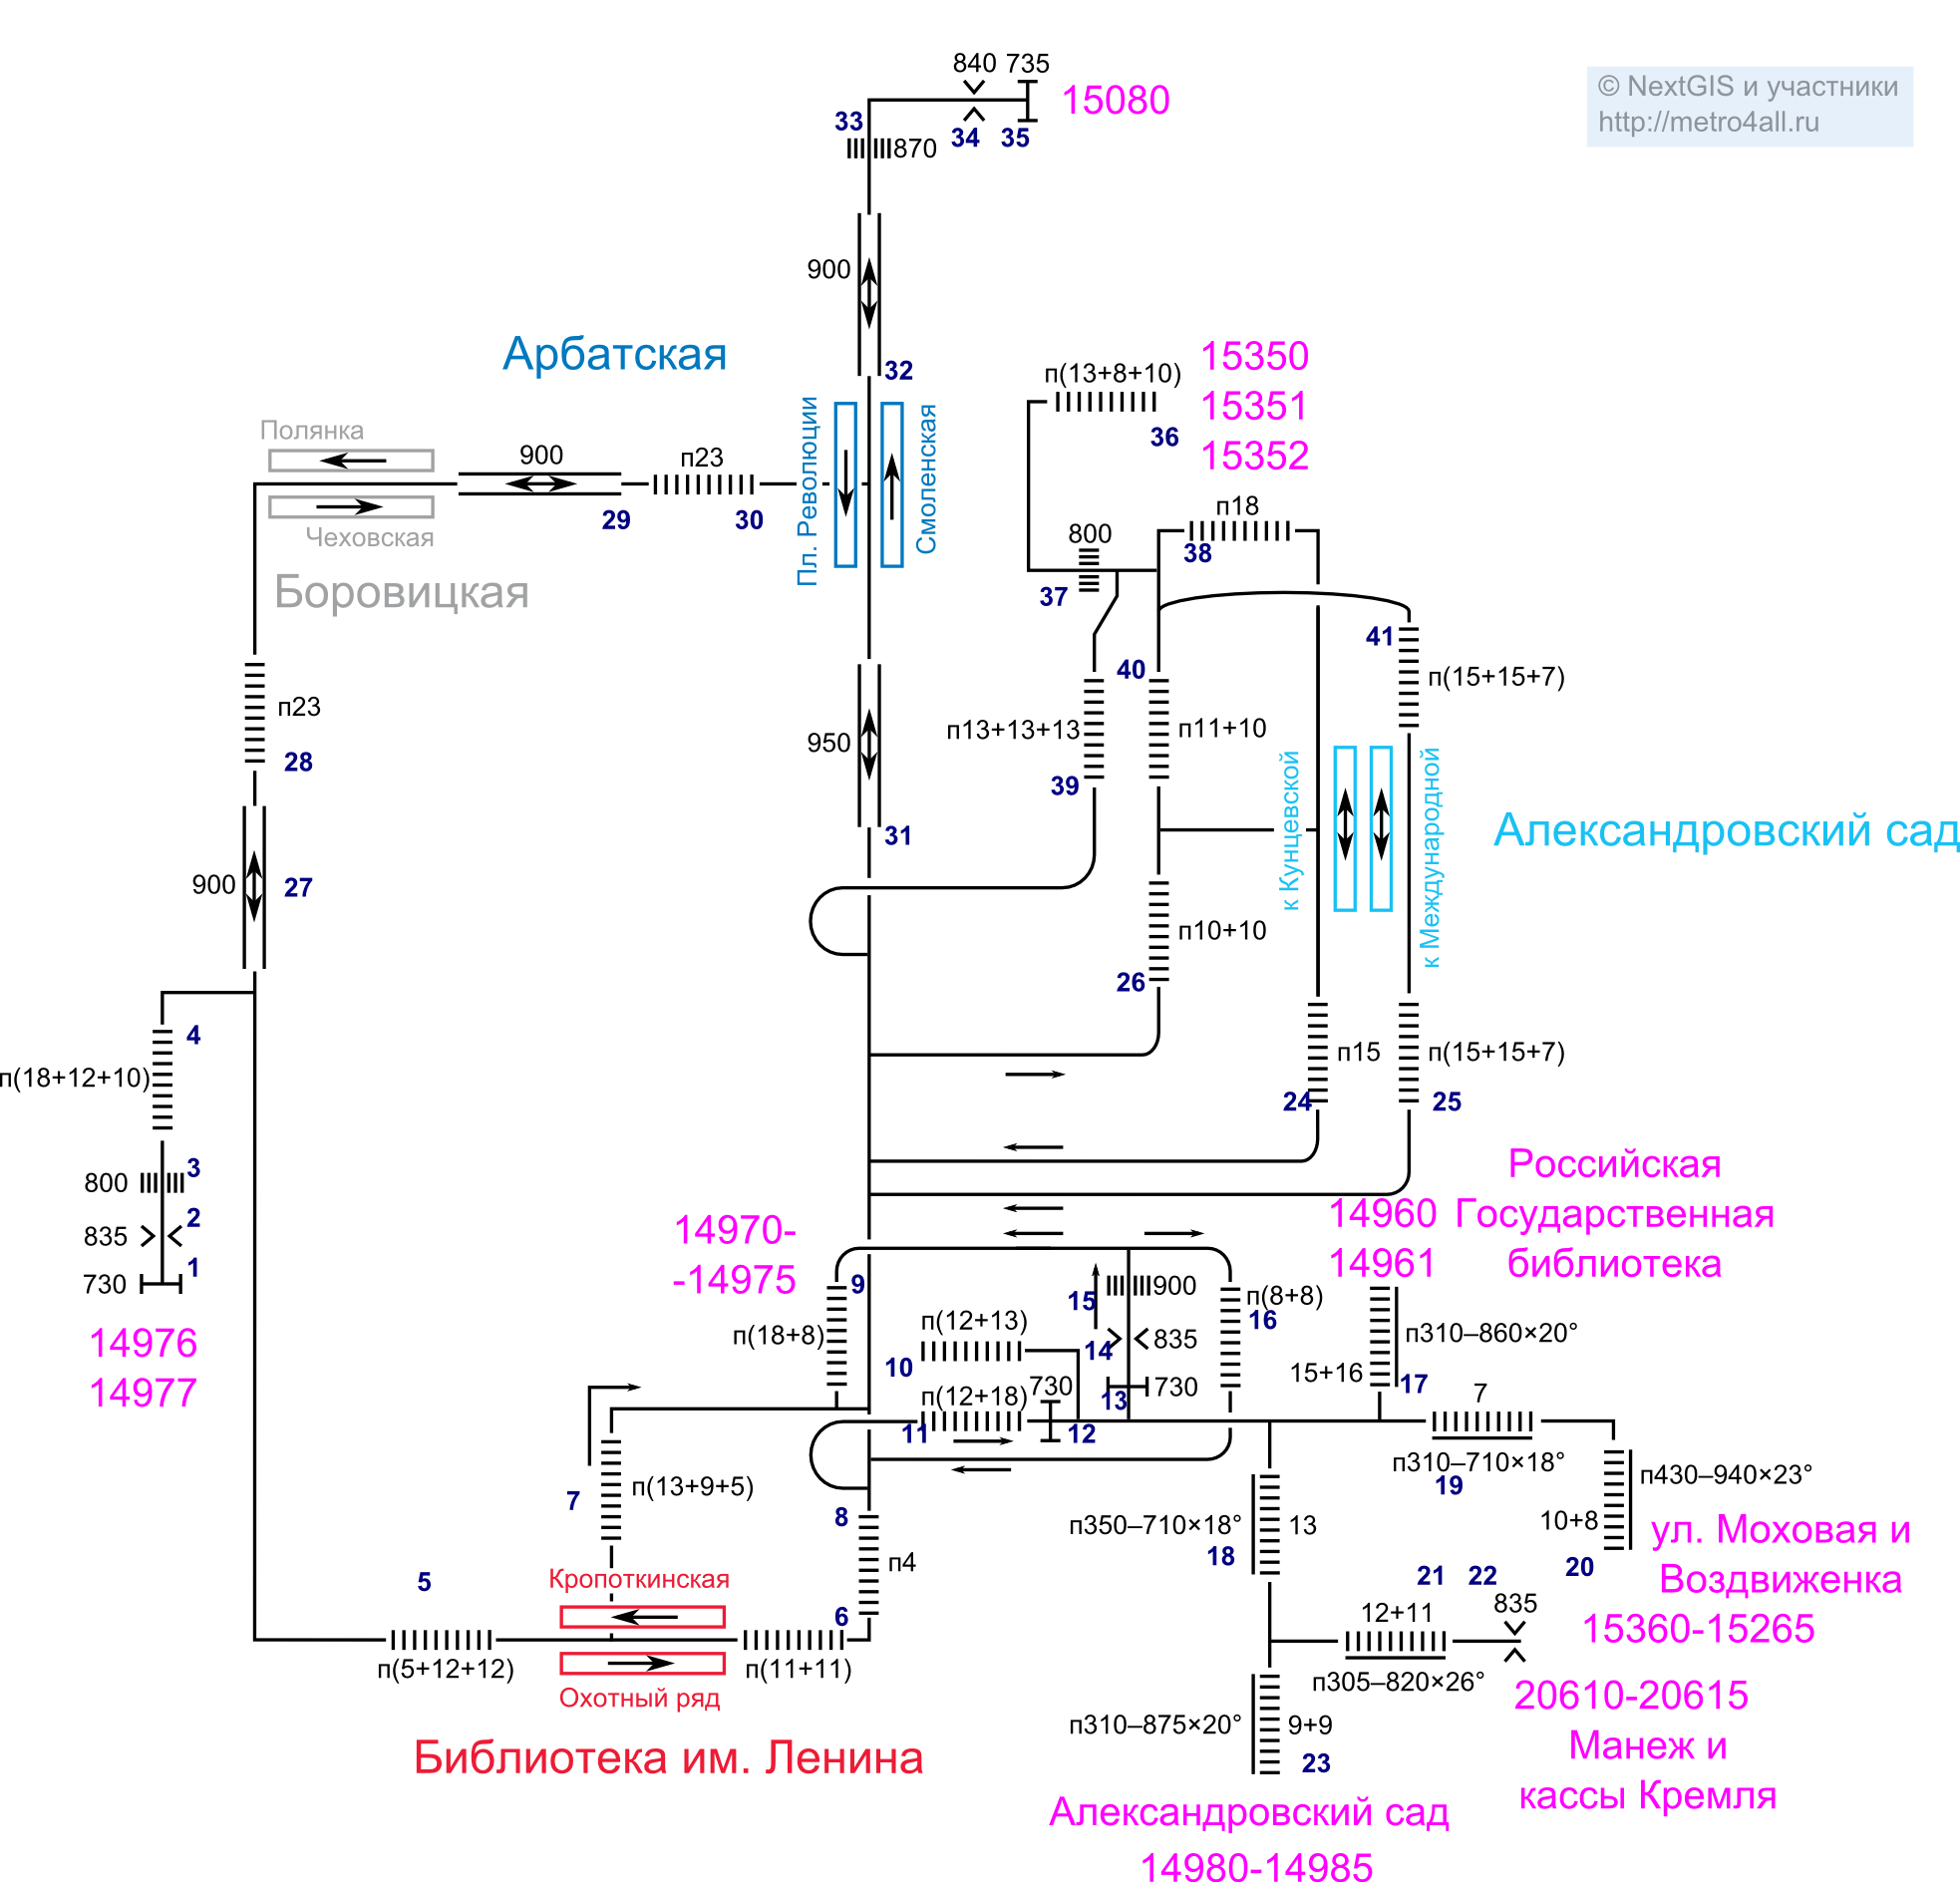 840 735
15080
© NextGIS и участники
http://metro4all.ru
33
34 35
870
900
32
Арбатская
15350
15351
15352
п(13+8+10)
36
Пл. Революции
Смоленская
Полянка
Чеховская
Боровицкая
900
29
п23
30
800
37
п18
38
41
п(15+15+7)
40
п11+10
п13+13+13
39
950
31
п23
28
900
27
к Кунцевской
к Международной
Александровский сад
п10+10
26
4
п(18+12+10)
3
800
2
835
1
730
14976
14977
п15
24
п(15+15+7)
25
Российская
Государственная
библиотека
14960
14961
14970-
-14975
9
п(18+8)
10
п(12+13)
11
п(12+18)
730
12
15
900
14
835
13
730
п(8+8)
16
п310–860×20°
15+16
17
7
п310–710×18°
19
п430–940×23°
10+8
20
ул. Моховая и
Воздвиженка
15360-15265
7
п(13+9+5)
8
п4
6
п350–710×18°
18
13
21 22
12+11
835
п305–820×26°
20610-20615
Манеж и
кассы Кремля
5
п(5+12+12)
Кропоткинская
Охотный ряд
п(11+11)
Библиотека им. Ленина
п310–875×20°
9+9
23
Александровский сад
14980-14985